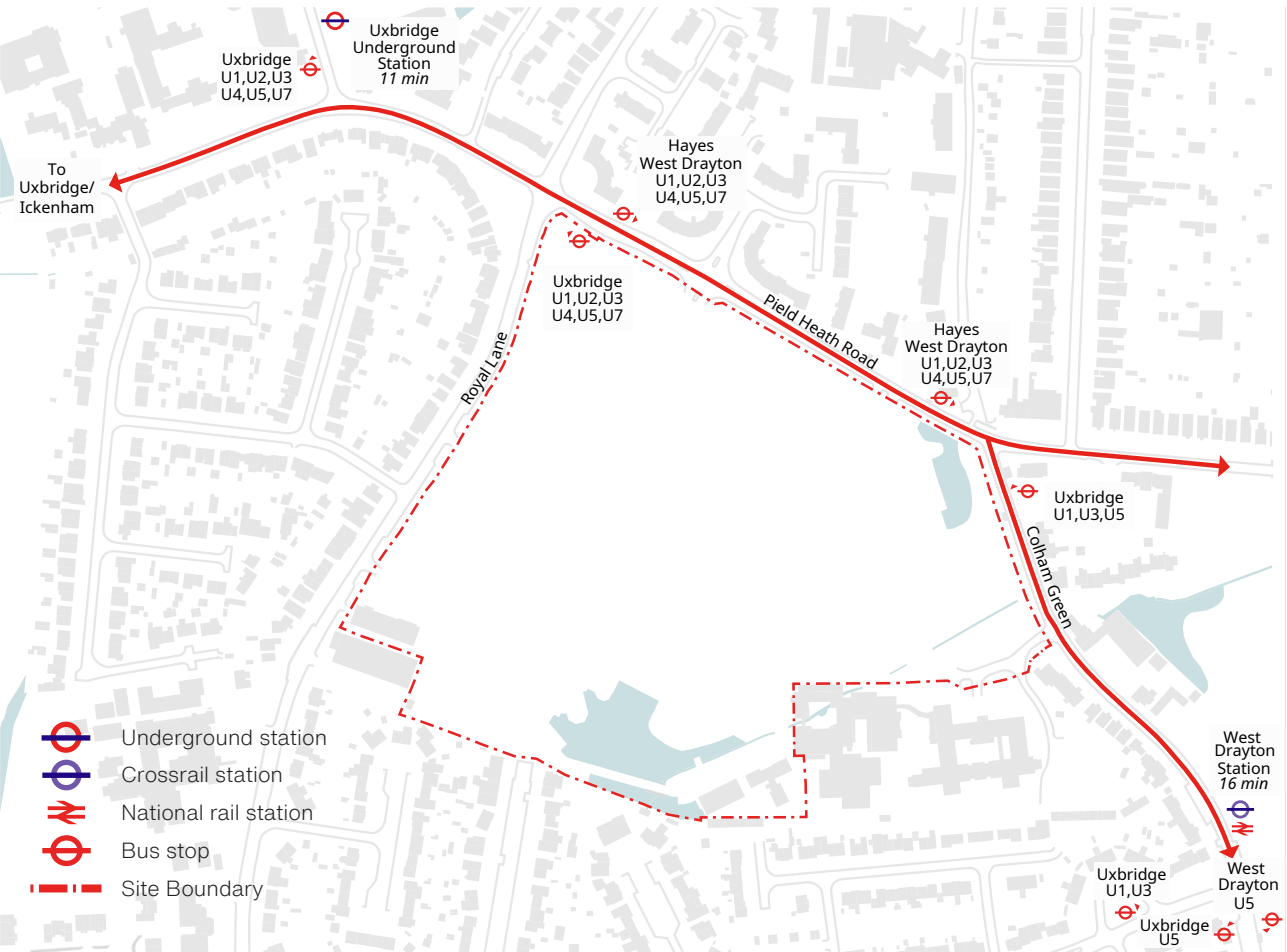 Uxbridge
Underground
Station
11 min
Uxbridge
U1,U2,U3
U4,U5,U7
To
Uxbridge/
Ickenham
Hayes
West Drayton
U1,U2,U3
U4,U5,U7
Uxbridge
U1,U2,U3
U4,U5,U7
Pield Heath Road
Royal Lane
Hayes
West Drayton
U1,U2,U3
U4,U5,U7
Uxbridge
U1,U3,U5
Colham Green
West
Drayton
Station
16 min
West
Drayton
U5
Uxbridge
U1,U3
Uxbridge
U5
Underground station
Crossrail station
National rail station
Bus stop
Site Boundary